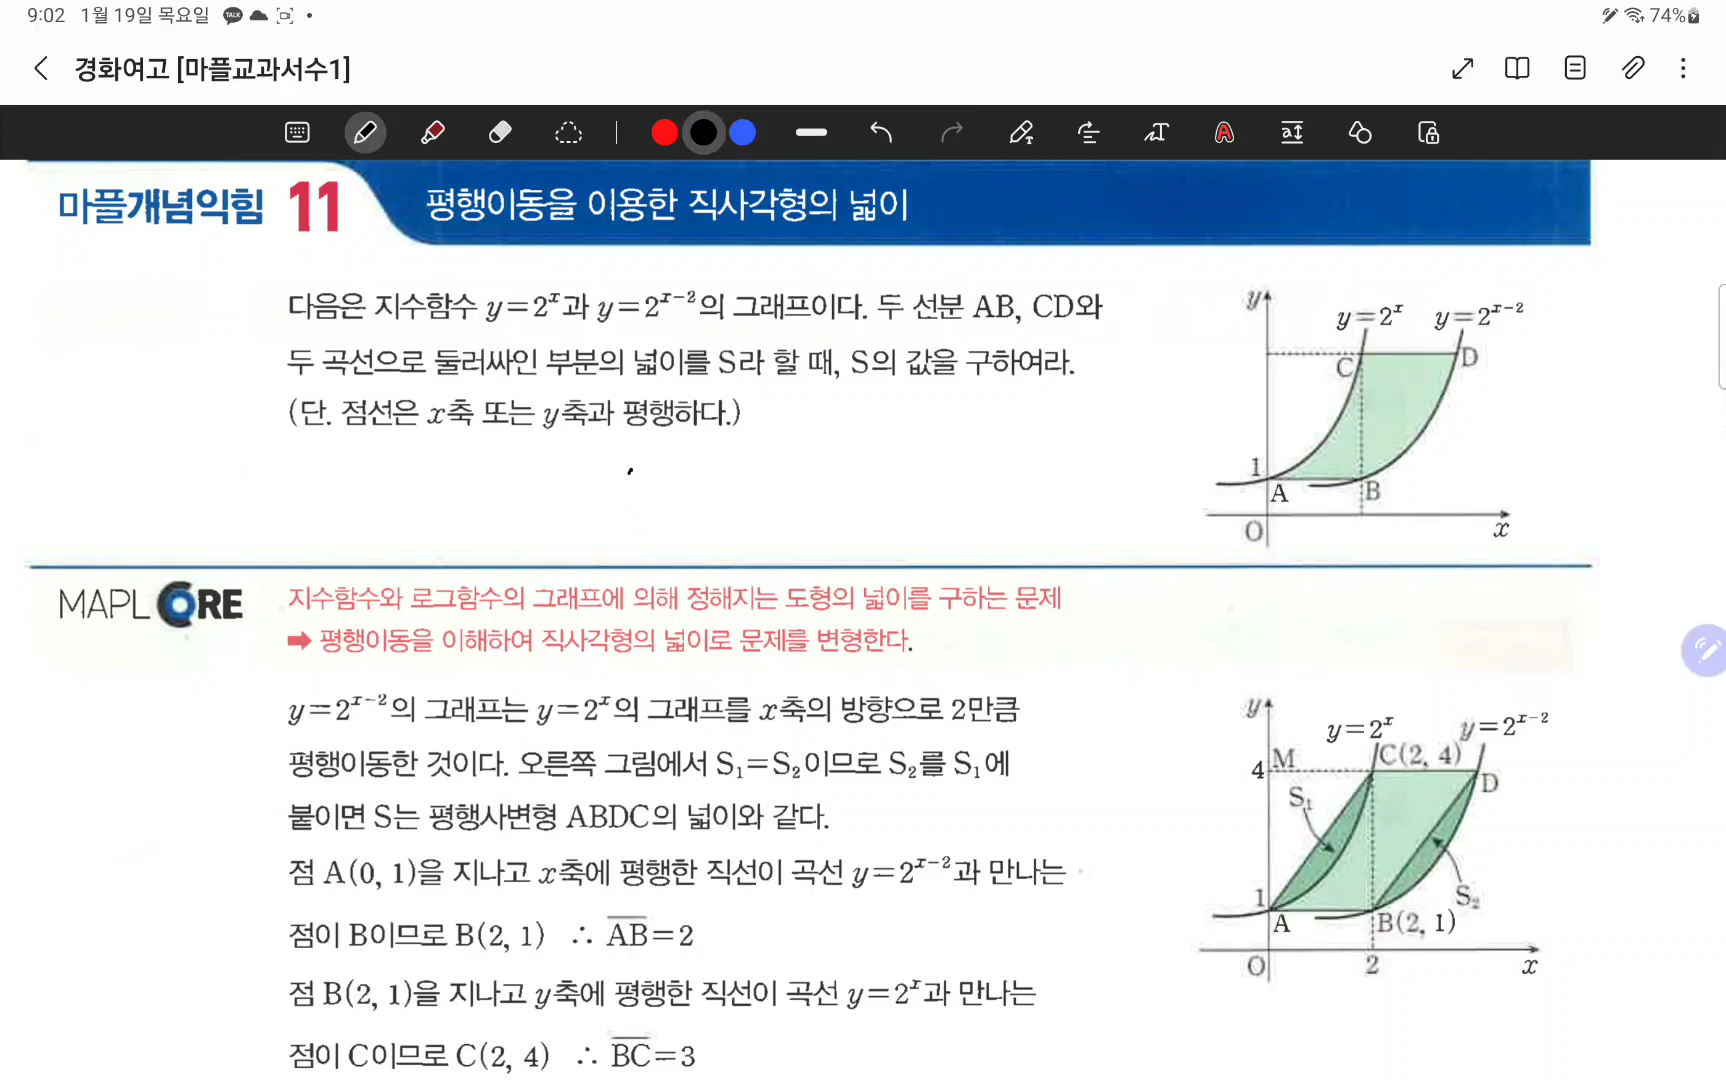 9:02 1월 19일 목요일 TALK 74%
경화여고 [마플교과서수1]
마플개념익힘 11 평행이동을 이용한 직사각형의 넓이
다음은 지수함수 y=2ˣ과 y=2ˣ⁻²의 그래프이다. 두 선분 AB, CD와
두 곡선으로 둘러싸인 부분의 넓이를 S라 할 때, S의 값을 구하여라.
(단. 점선은 x축 또는 y축과 평행하다.)
y
y=2ˣ y=2ˣ⁻²
C D
1
A B
O x
MAPL CORE
지수함수와 로그함수의 그래프에 의해 정해지는 도형의 넓이를 구하는 문제
➡ 평행이동을 이해하여 직사각형의 넓이로 문제를 변형한다.
y=2ˣ⁻²의 그래프는 y=2ˣ의 그래프를 x축의 방향으로 2만큼
평행이동한 것이다. 오른쪽 그림에서 S₁=S₂이므로 S₂를 S₁에
붙이면 S는 평행사변형 ABDC의 넓이와 같다.
점 A(0, 1)을 지나고 x축에 평행한 직선이 곡선 y=2ˣ⁻²과 만나는
점이 B이므로 B(2, 1) ∴ A̅B̅=2
점 B(2, 1)을 지나고 y축에 평행한 직선이 곡선 y=2ˣ과 만나는
점이 C이므로 C(2, 4) ∴ B̅C̅=3
y
y=2ˣ y=2ˣ⁻²
4 M C(2, 4)
D
S₁
S₂
1
A B(2, 1)
O 2 x